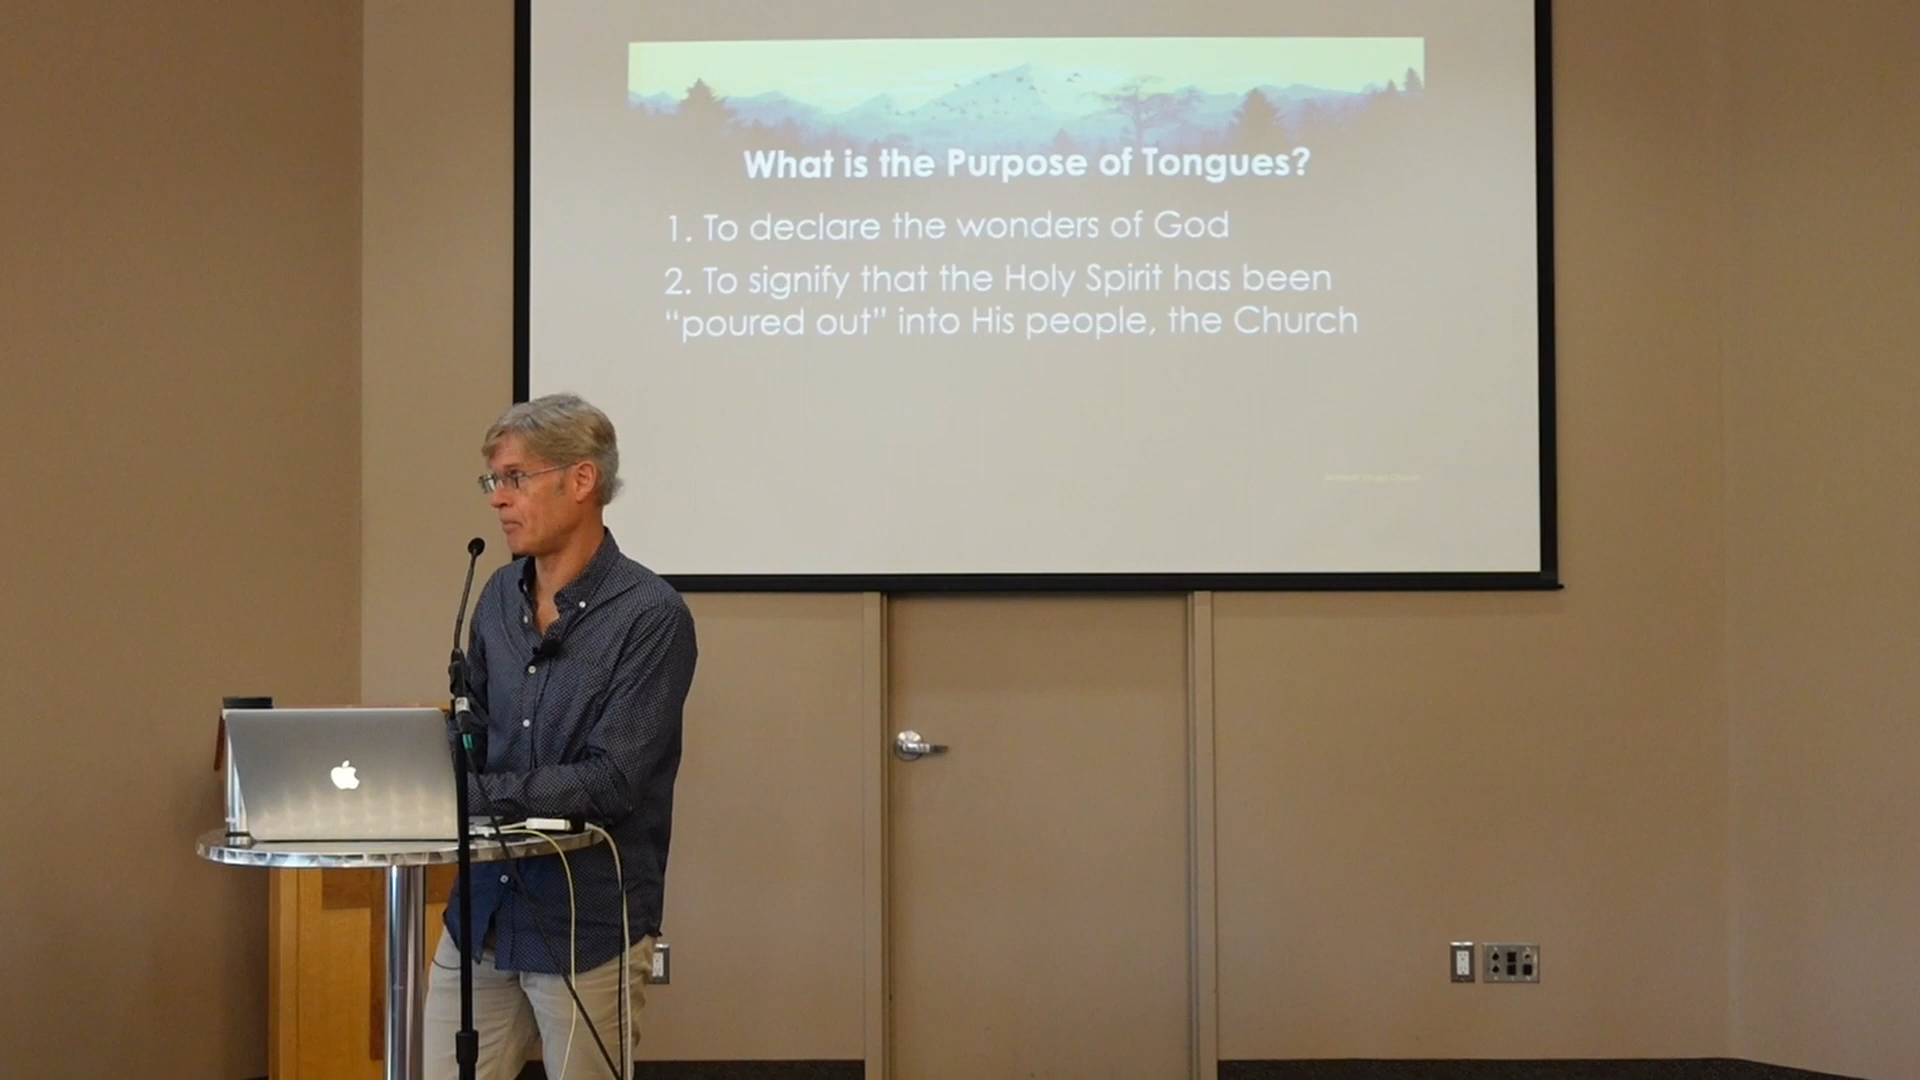 What is the Purpose of Tongues?
1. To declare the wonders of God
2. To signify that the Holy Spirit has been
“poured out” into His people, the Church